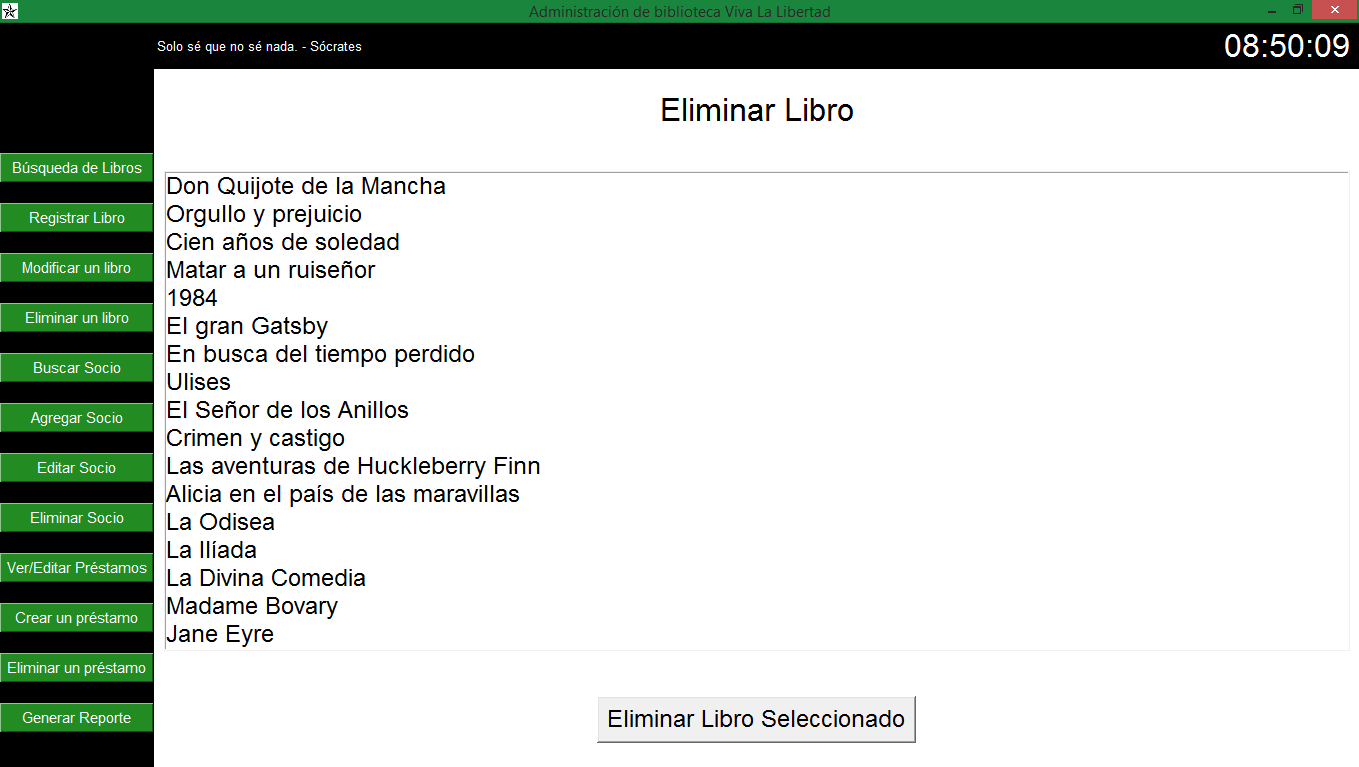 Administración de biblioteca Viva La Libertad
Solo sé que no sé nada. - Sócrates
08:50:09
Eliminar Libro
Búsqueda de Libros
Registrar Libro
Modificar un libro
Eliminar un libro
Buscar Socio
Agregar Socio
Editar Socio
Eliminar Socio
Ver/Editar Préstamos
Crear un préstamo
Eliminar un préstamo
Generar Reporte
Don Quijote de la Mancha
Orgullo y prejuicio
Cien años de soledad
Matar a un ruiseñor
1984
El gran Gatsby
En busca del tiempo perdido
Ulises
El Señor de los Anillos
Crimen y castigo
Las aventuras de Huckleberry Finn
Alicia en el país de las maravillas
La Odisea
La Ilíada
La Divina Comedia
Madame Bovary
Jane Eyre
Eliminar Libro Seleccionado